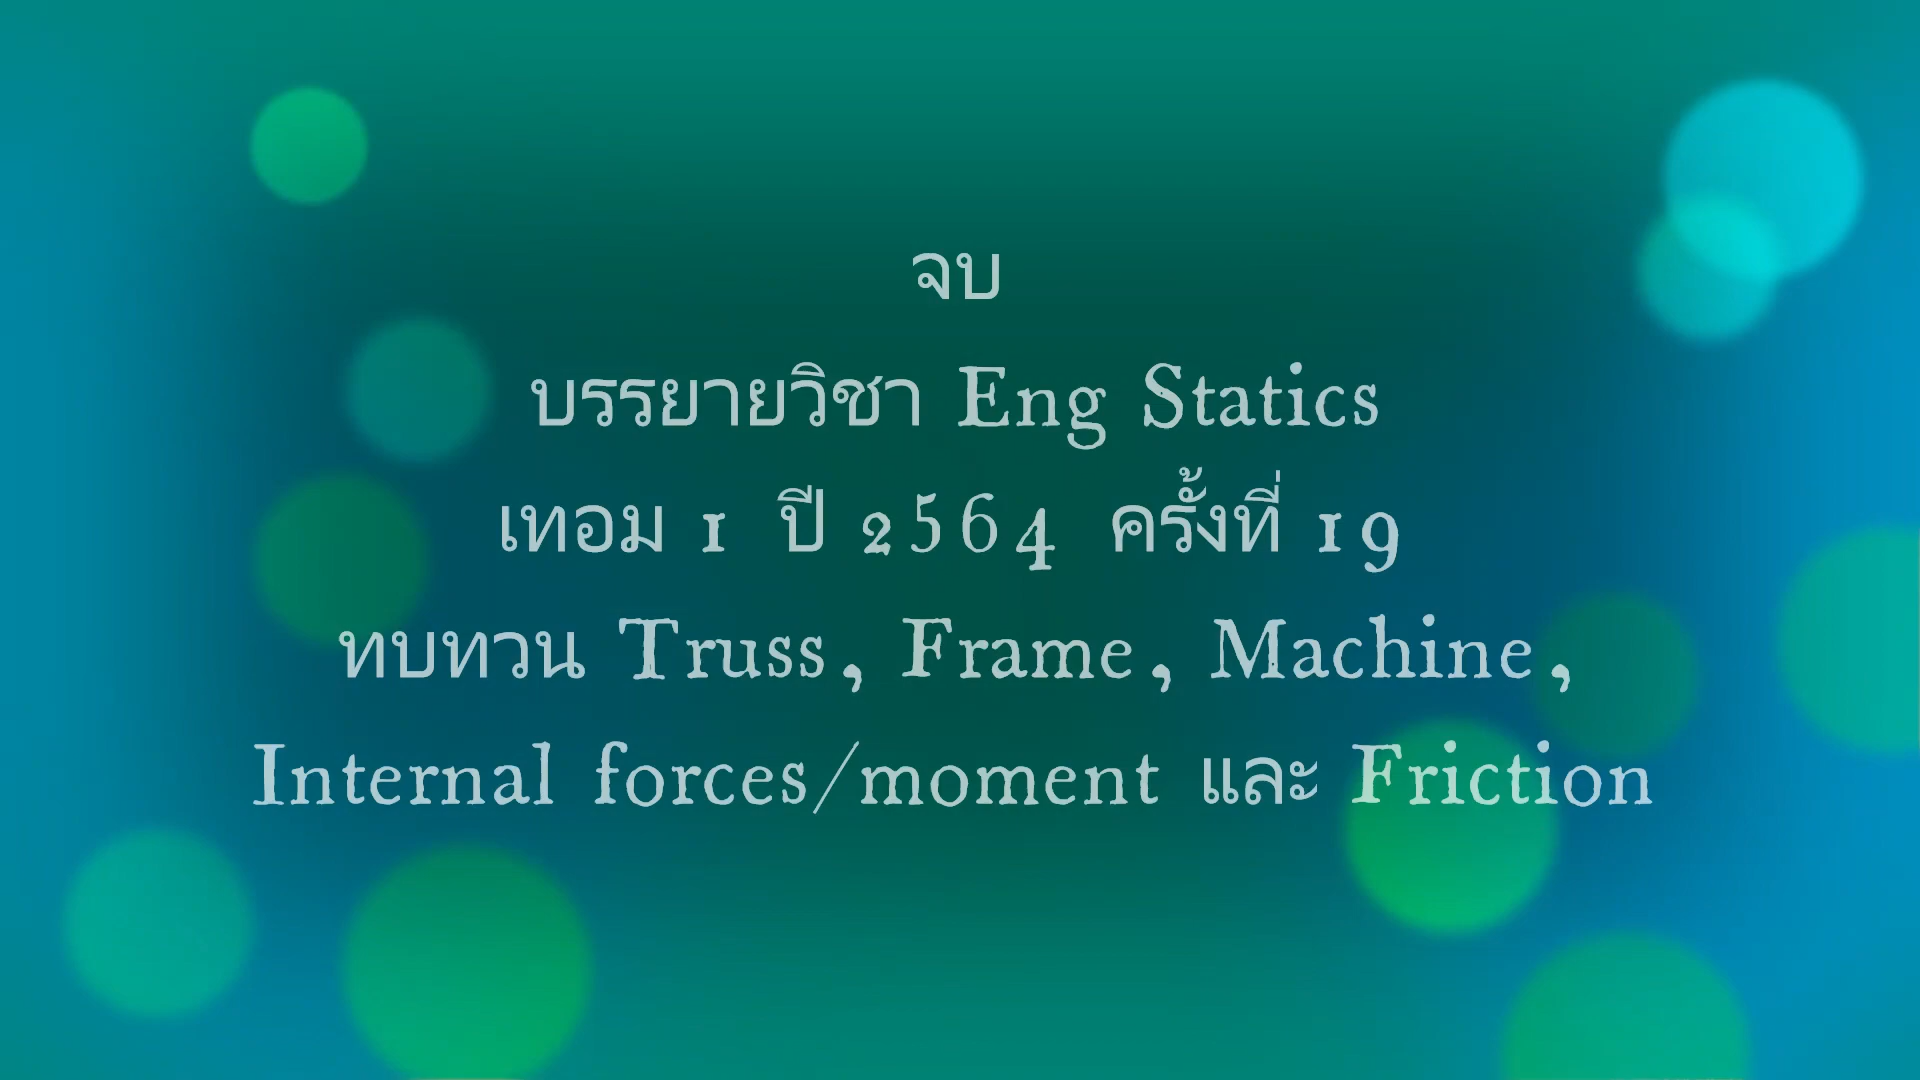 จบ
บรรยายวิชา Eng Statics
เทอม 1 ปี 2564 ครั้งที่ 19
ทบทวน Truss, Frame, Machine,
Internal forces/moment และ Friction